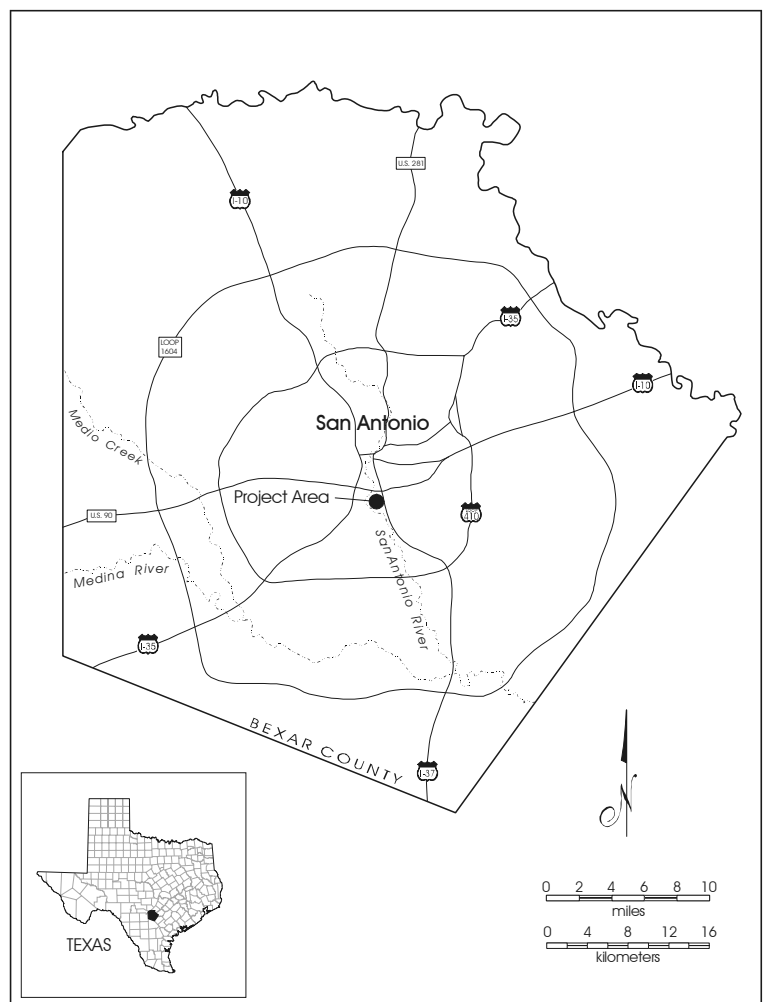 U.S. 281
I-10
I-35
LOOP
1604
I-10
Medio Creek
San Antonio
Project Area
U.S. 90
410
San Antonio River
Medina River
I-35
BEXAR COUNTY
I-37
N
TEXAS
0 2 4 6 8 10
miles
0 4 8 12 16
kilometers